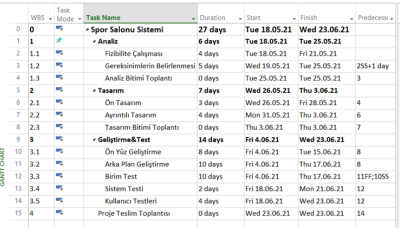 WBS Task Mode Task Name Duration Start Finish Predecesso
0 0 Spor Salonu Sistemi 27 days Tue 18.05.21 Wed 23.06.21
1 1 Analiz 6 days Tue 18.05.21 Tue 25.05.21
2 1.1 Fizibilite Çalışması 4 days Tue 18.05.21 Fri 21.05.21
3 1.2 Gereksinimlerin Belirlenmesi 5 days Wed 19.05.21 Tue 25.05.21 2SS+1 day
4 1.3 Analiz Bitimi Toplantı 0 days Tue 25.05.21 Tue 25.05.21 3
5 2 Tasarım 7 days Wed 26.05.21 Thu 3.06.21
6 2.1 Ön Tasarım 3 days Wed 26.05.21 Fri 28.05.21 4
7 2.2 Ayrıntılı Tasarım 4 days Mon 31.05.21 Thu 3.06.21 6
8 2.3 Tasarım Bitimi Toplantı 0 days Thu 3.06.21 Thu 3.06.21 7
9 3 Geliştirme&Test 14 days Fri 4.06.21 Wed 23.06.21
10 3.1 Ön Yüz Geliştirme 8 days Fri 4.06.21 Tue 15.06.21 8
11 3.2 Arka Plan Geliştirme 10 days Fri 4.06.21 Thu 17.06.21 8
12 3.3 Birim Test 10 days Fri 4.06.21 Thu 17.06.21 11FF;10SS
13 3.4 Sistem Testi 2 days Fri 18.06.21 Mon 21.06.21 12
14 3.5 Kullanıcı Testleri 4 days Fri 18.06.21 Wed 23.06.21 12
15 4 Proje Teslim Toplantısı 0 days Wed 23.06.21 Wed 23.06.21 14
GANTT CHART